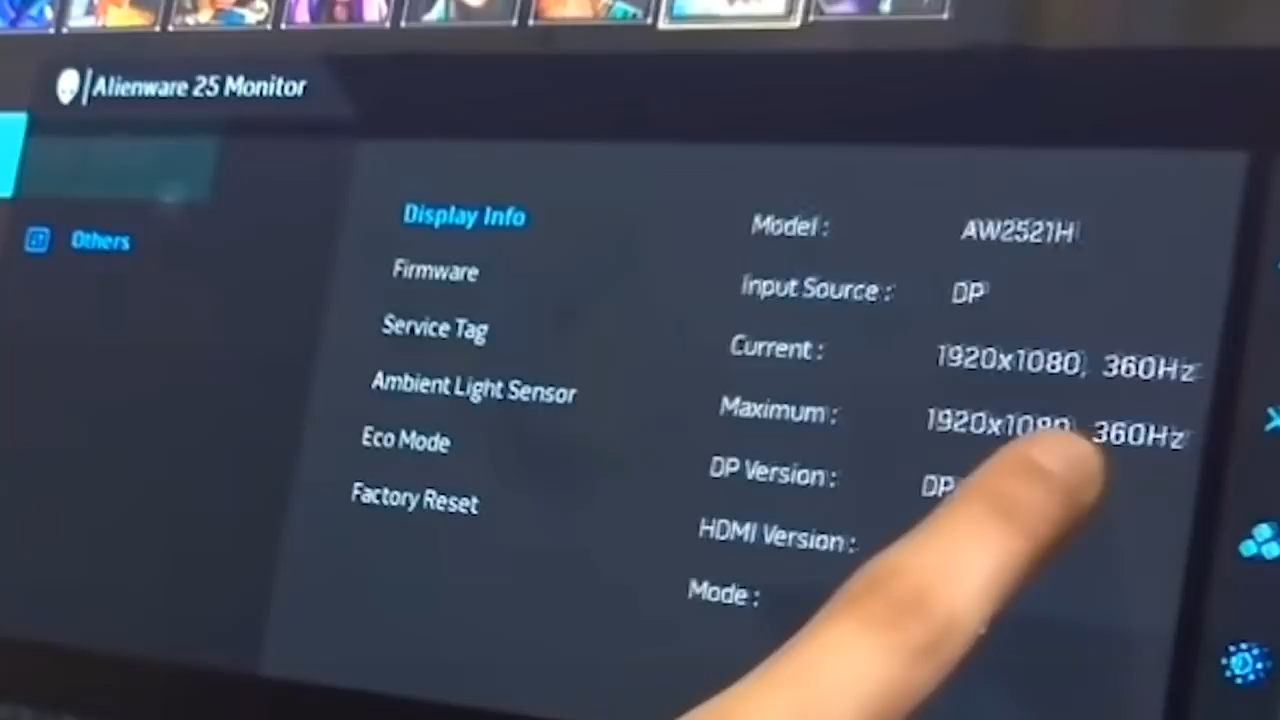 Alienware 25 Monitor
Others
Display Info
Firmware
Service Tag
Ambient Light Sensor
Eco Mode
Factory Reset
Model : AW2521H
Input Source : DP
Current : 1920x1080, 360Hz
Maximum : 1920x1080, 360Hz
DP Version : DP
HDMI Version :
Mode :